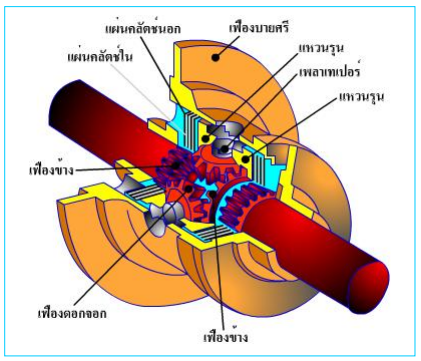 แผ่นคลัตช์นอก
เฟืองบายศรี
แผ่นคลัตช์ใน
แหวนรุน
เพลาเทเปอร์
แหวนรุน
เฟืองข้าง
เฟืองดอกจอก
เฟืองข้าง